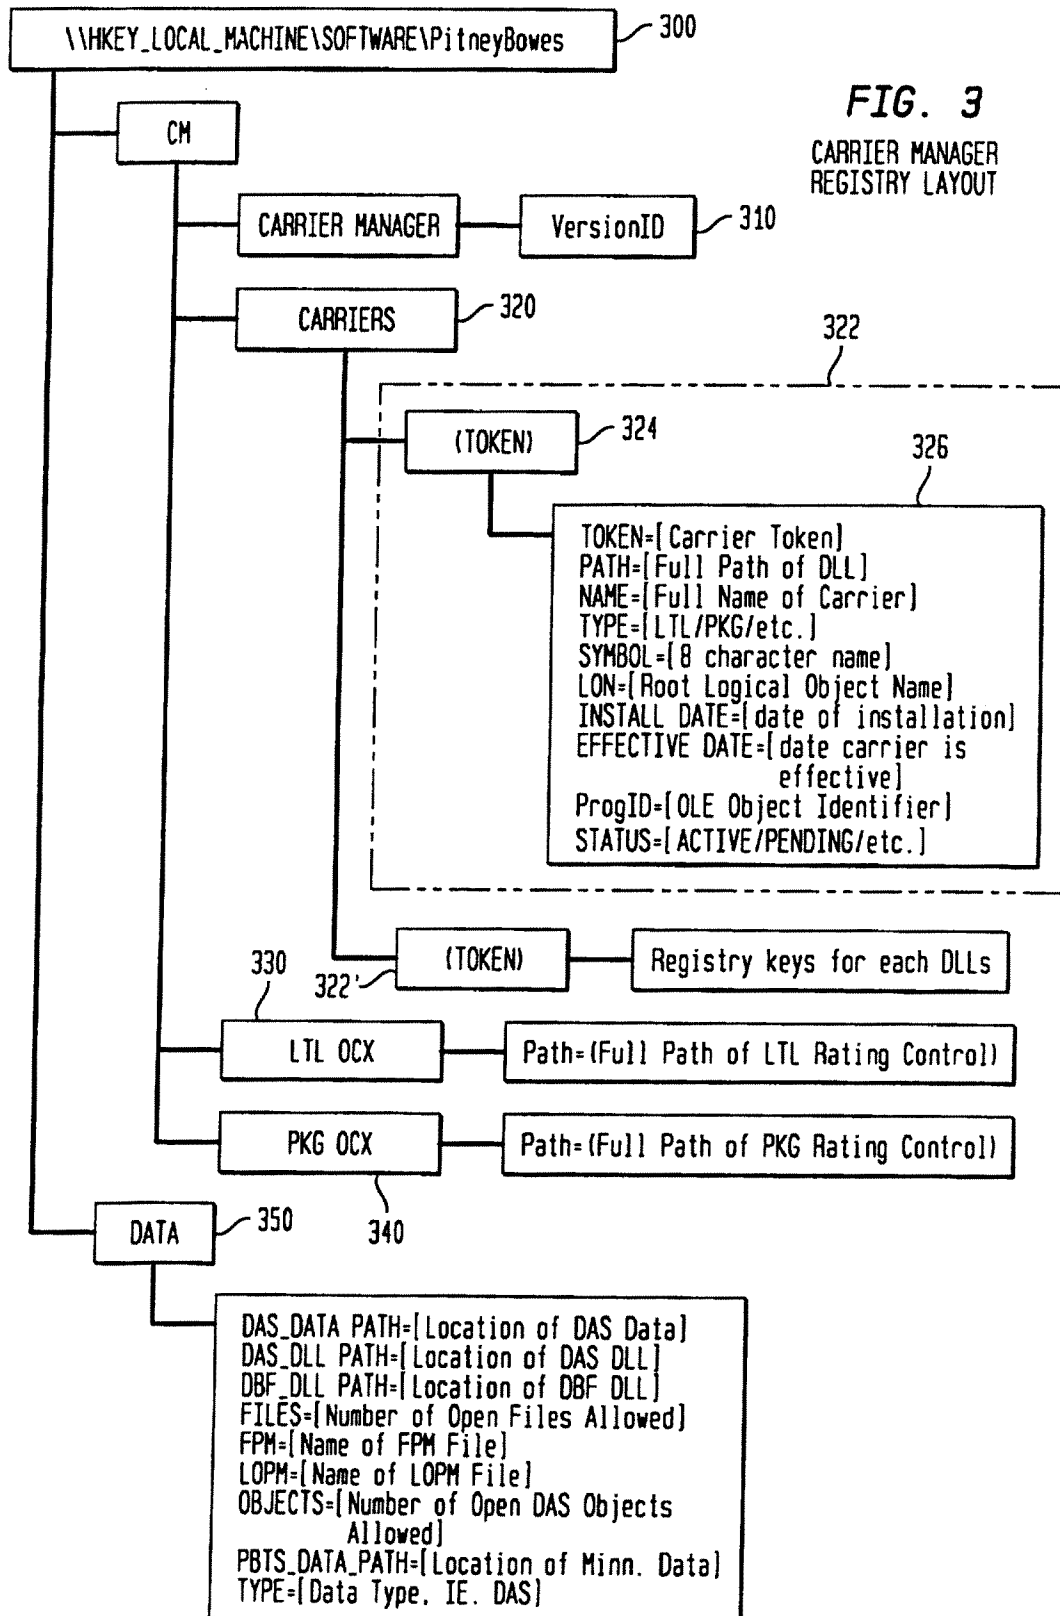 \\HKEY_LOCAL_MACHINE\SOFTWARE\PitneyBowes
300
FIG. 3
CARRIER MANAGER
REGISTRY LAYOUT
CM
CARRIER MANAGER
VersionID
310
CARRIERS
320
322
(TOKEN)
324
326
TOKEN=[Carrier Token]
PATH=[Full Path of DLL]
NAME=[Full Name of Carrier]
TYPE=[LTL/PKG/etc.]
SYMBOL=[8 character name]
LON=[Root Logical Object Name]
INSTALL DATE=[date of installation]
EFFECTIVE DATE=[date carrier is
effective]
ProgID=[OLE Object Identifier]
STATUS=[ACTIVE/PENDING/etc.]
(TOKEN)
322'
Registry keys for each DLLs
330
LTL OCX
Path=(Full Path of LTL Rating Control)
PKG OCX
Path=(Full Path of PKG Rating Control)
340
DATA
350
DAS_DATA PATH=[Location of DAS Data]
DAS_DLL PATH=[Location of DAS DLL]
DBF_DLL PATH=[Location of DBF DLL]
FILES=[Number of Open Files Allowed]
FPM=[Name of FPM File]
LOPM=[Name of LOPM File]
OBJECTS=[Number of Open DAS Objects
Allowed]
PBTS_DATA_PATH=[Location of Minn. Data]
TYPE=[Data Type, IE. DAS]